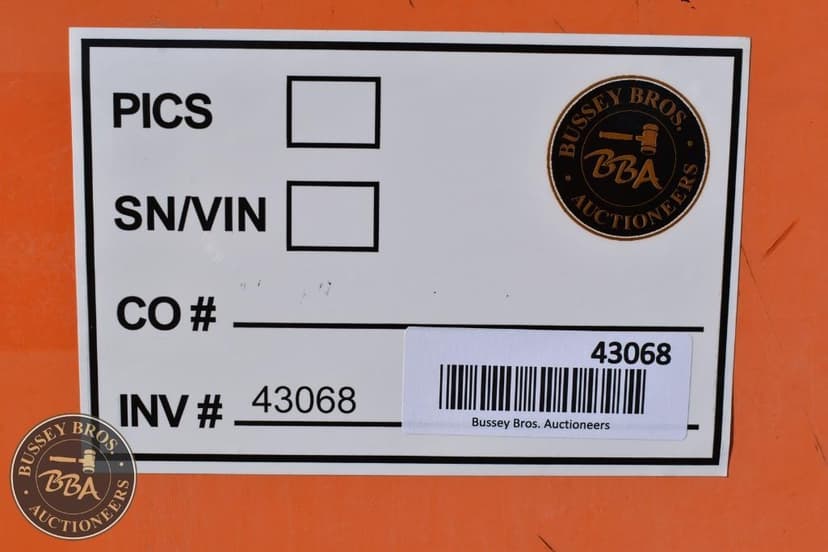 PICS
BUSSEY BROS.
BBA
AUCTIONEERS
SN/VIN
CO #
INV # 43068
43068
Bussey Bros. Auctioneers
BUSSEY BROS.
BBA
AUCTIONEERS